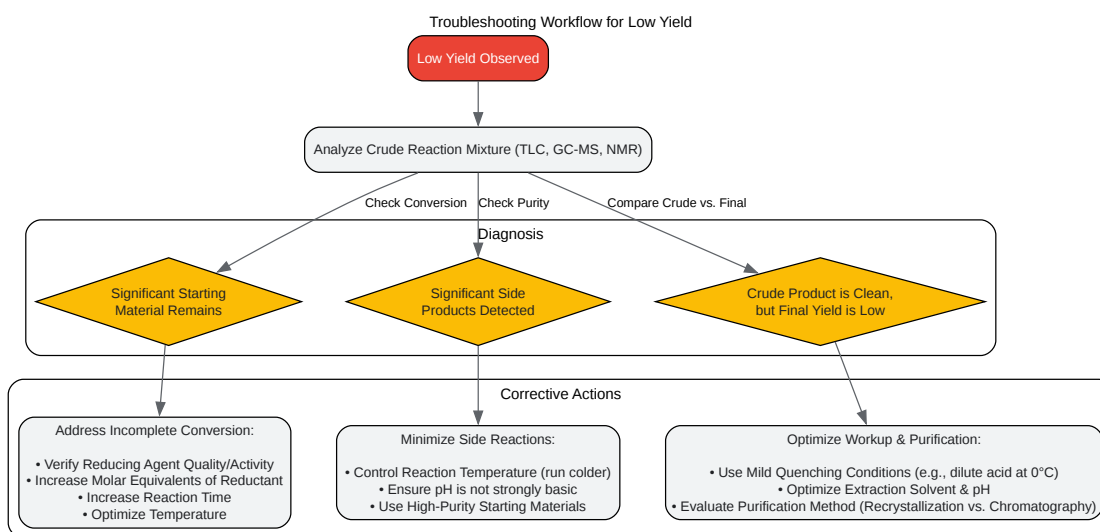 Troubleshooting Workflow for Low Yield
Low Yield Observed
Analyze Crude Reaction Mixture (TLC, GC-MS, NMR)
Check Conversion
Check Purity
Compare Crude vs. Final
Diagnosis
Significant Starting
Material Remains
Significant Side
Products Detected
Crude Product is Clean,
but Final Yield is Low
Corrective Actions
Address Incomplete Conversion:
• Verify Reducing Agent Quality/Activity
• Increase Molar Equivalents of Reductant
• Increase Reaction Time
• Optimize Temperature
Minimize Side Reactions:
• Control Reaction Temperature (run colder)
• Ensure pH is not strongly basic
• Use High-Purity Starting Materials
Optimize Workup & Purification:
• Use Mild Quenching Conditions (e.g., dilute acid at 0°C)
• Optimize Extraction Solvent & pH
• Evaluate Purification Method (Recrystallization vs. Chromatography)